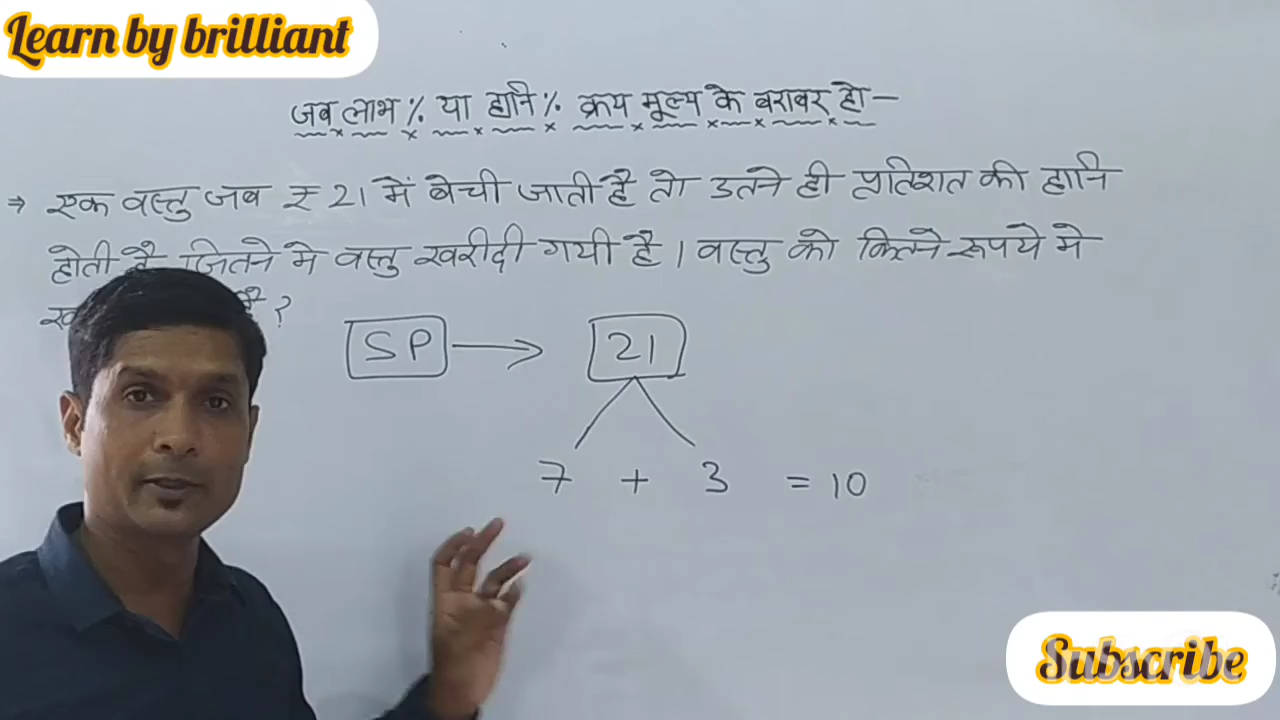 Learn by brilliant
जब लाभ % या हानि % क्रय मूल्य के बराबर हो –
⇒ एक वस्तु जब ₹ 21 में बेची जाती है तो उतने ही प्रतिशत की हानि
होती है जितने मे वस्तु खरीदी गयी है । वस्तु को कितने रूपये मे
?
SP → 21
7 + 3 = 10
Subscribe